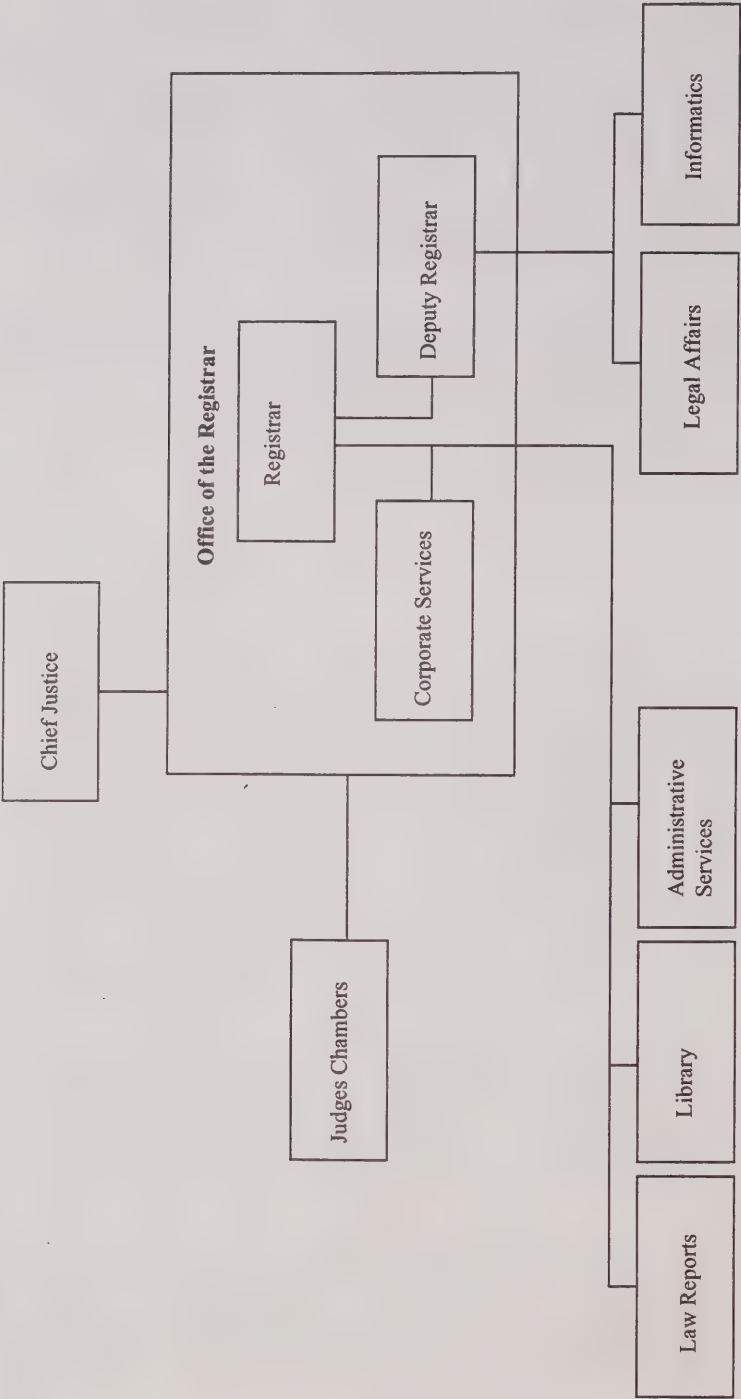 Chief Justice
Office of the Registrar
Registrar
Judges Chambers
Corporate Services
Deputy Registrar
Law Reports
Library
Administrative
Services
Legal Affairs
Informatics